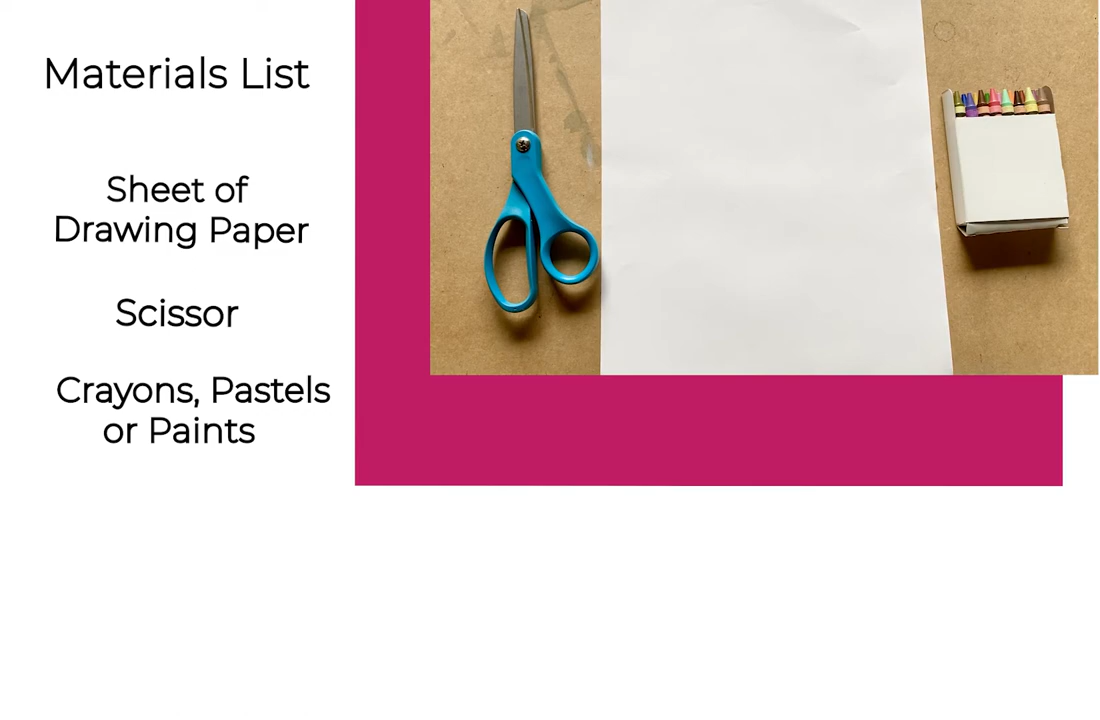 Materials List
Sheet of
Drawing Paper
Scissor
Crayons, Pastels
or Paints